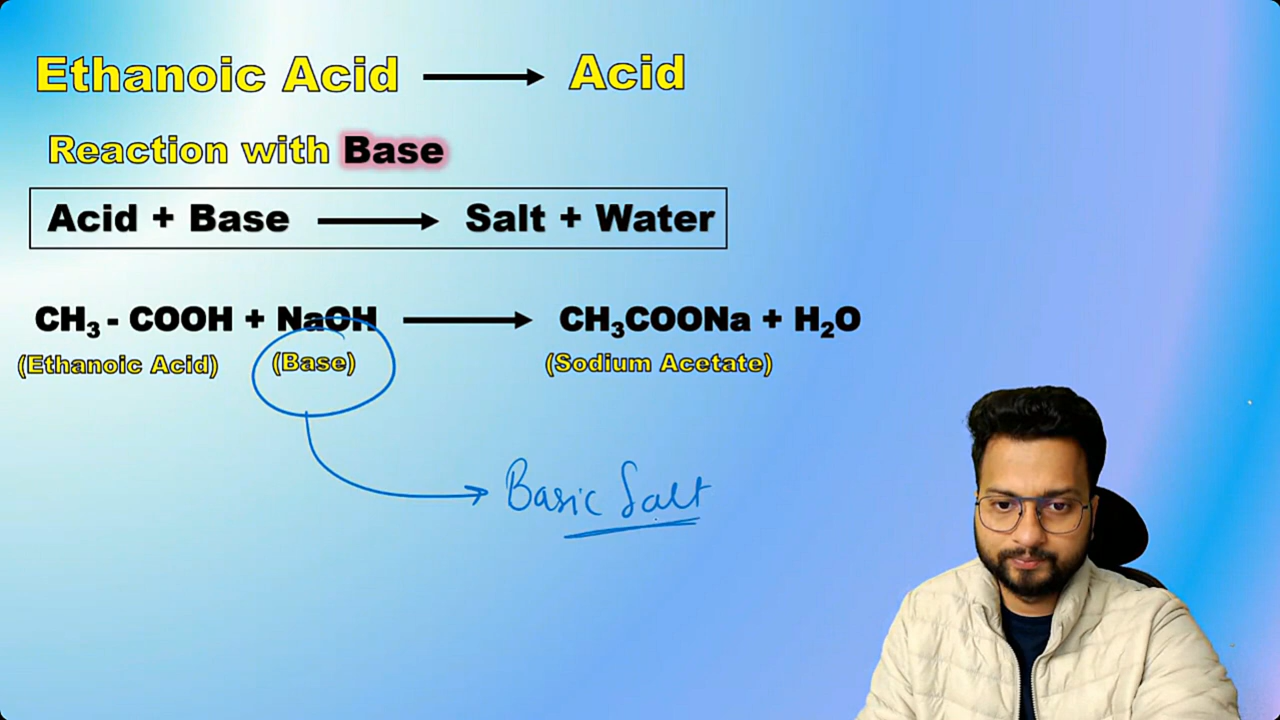 Ethanoic Acid ⟶ Acid
Reaction with Base
Acid + Base ⟶ Salt + Water
CH₃ - COOH + NaOH ⟶ CH₃COONa + H₂O
(Ethanoic Acid) (Base) (Sodium Acetate)
Basic Salt